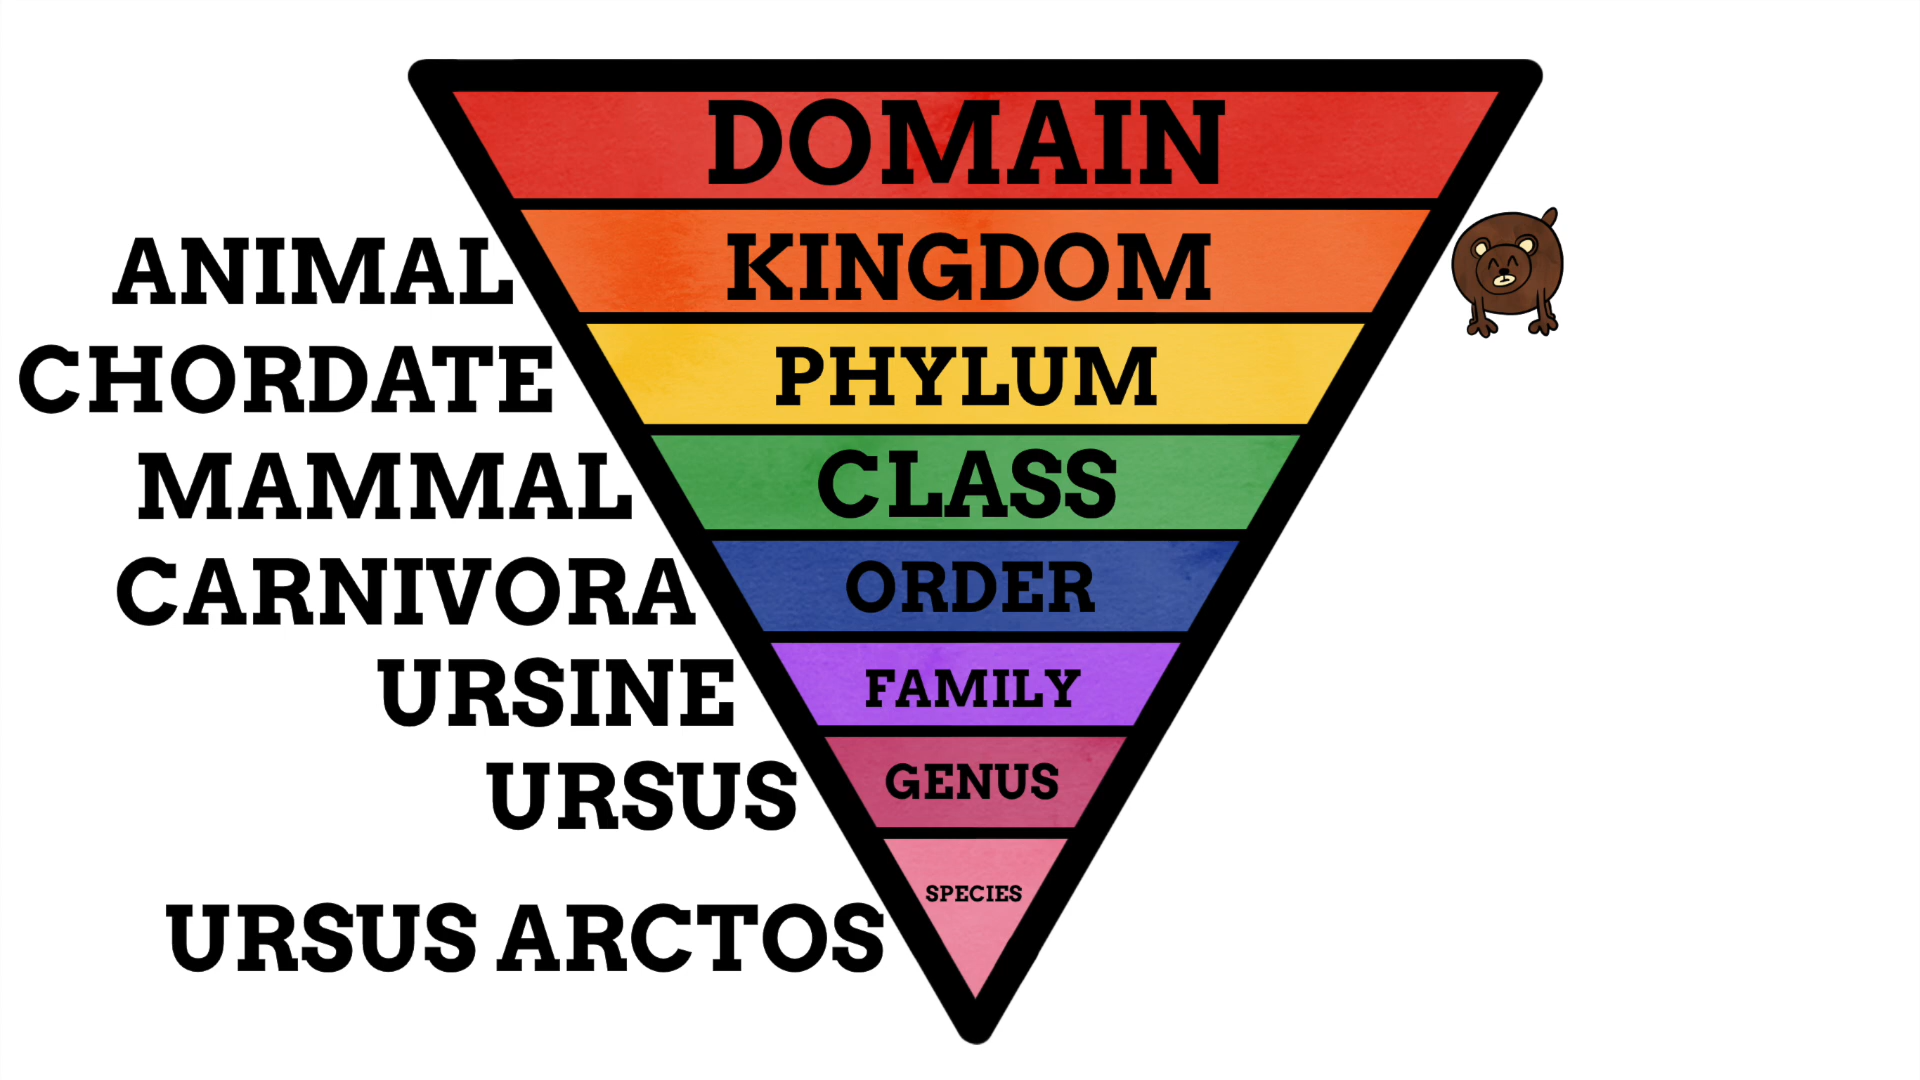 DOMAIN
ANIMAL KINGDOM
CHORDATE PHYLUM
MAMMAL CLASS
CARNIVORA ORDER
URSINE FAMILY
URSUS GENUS
SPECIES
URSUS ARCTOS